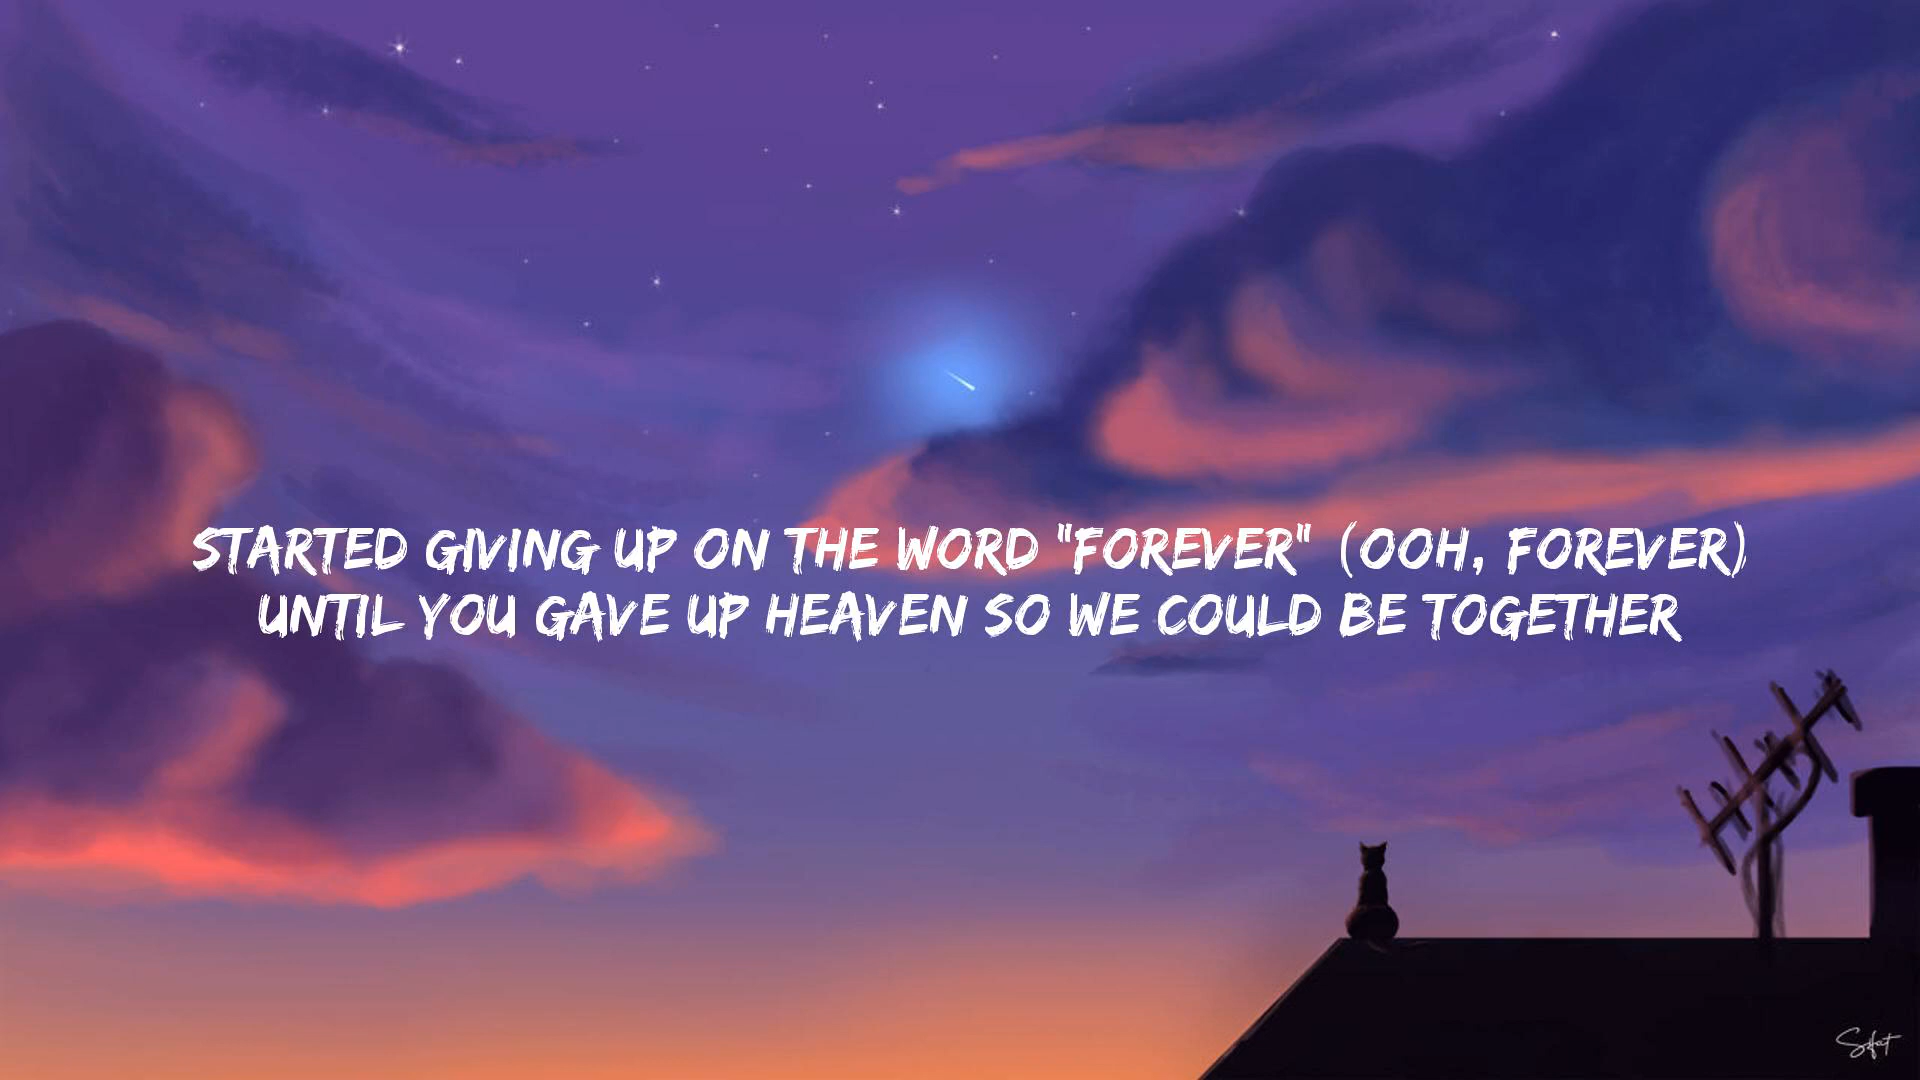 STARTED GIVING UP ON THE WORD "FOREVER" (OOH, FOREVER)
UNTIL YOU GAVE UP HEAVEN SO WE COULD BE TOGETHER